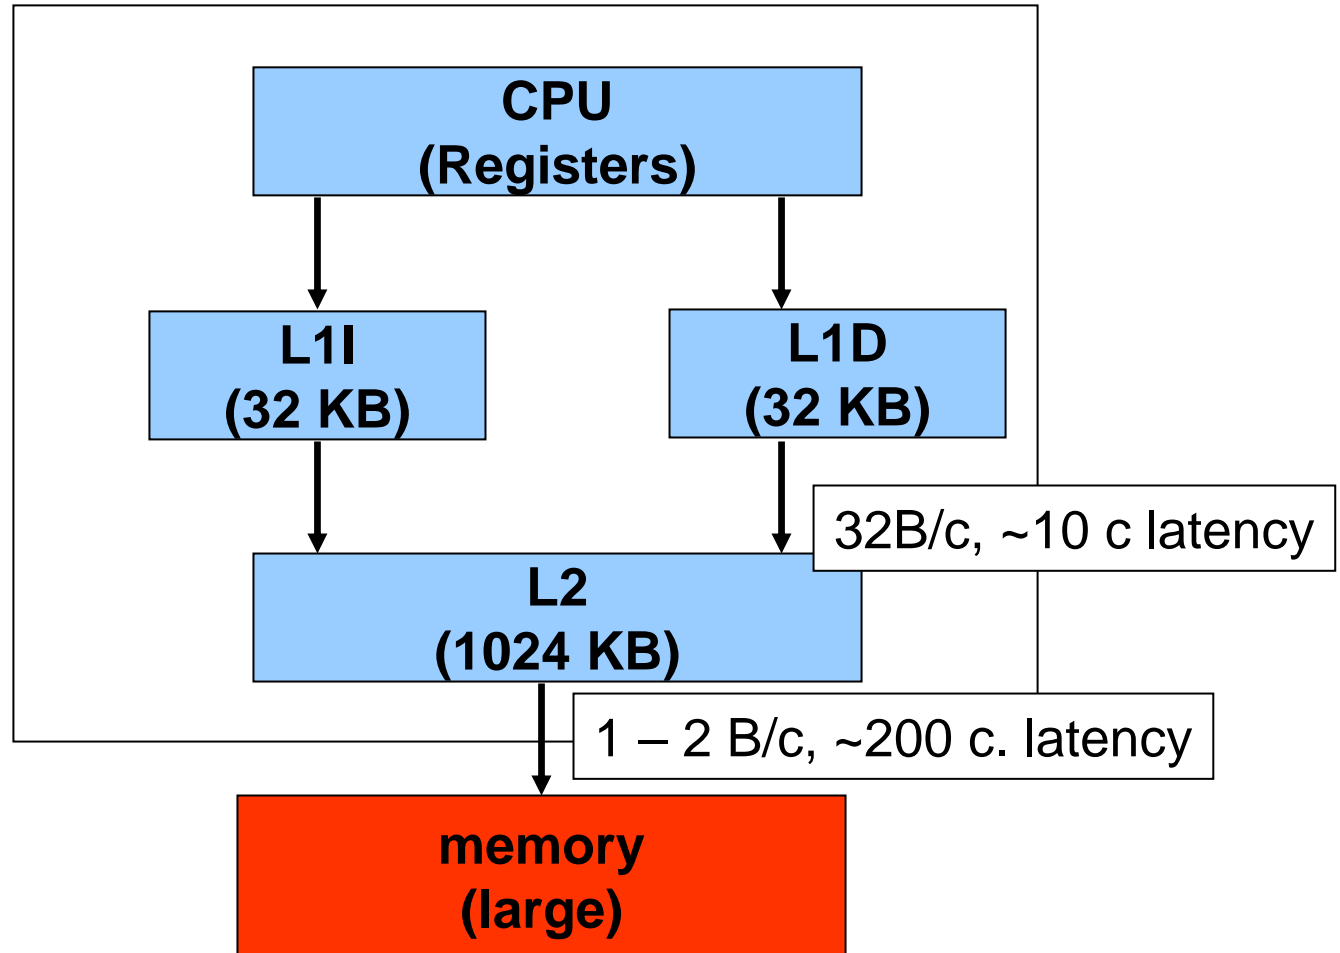 CPU
(Registers)
L1I
(32 KB)
L1D
(32 KB)
32B/c, ~10 c latency
L2
(1024 KB)
1 – 2 B/c, ~200 c. latency
memory
(large)